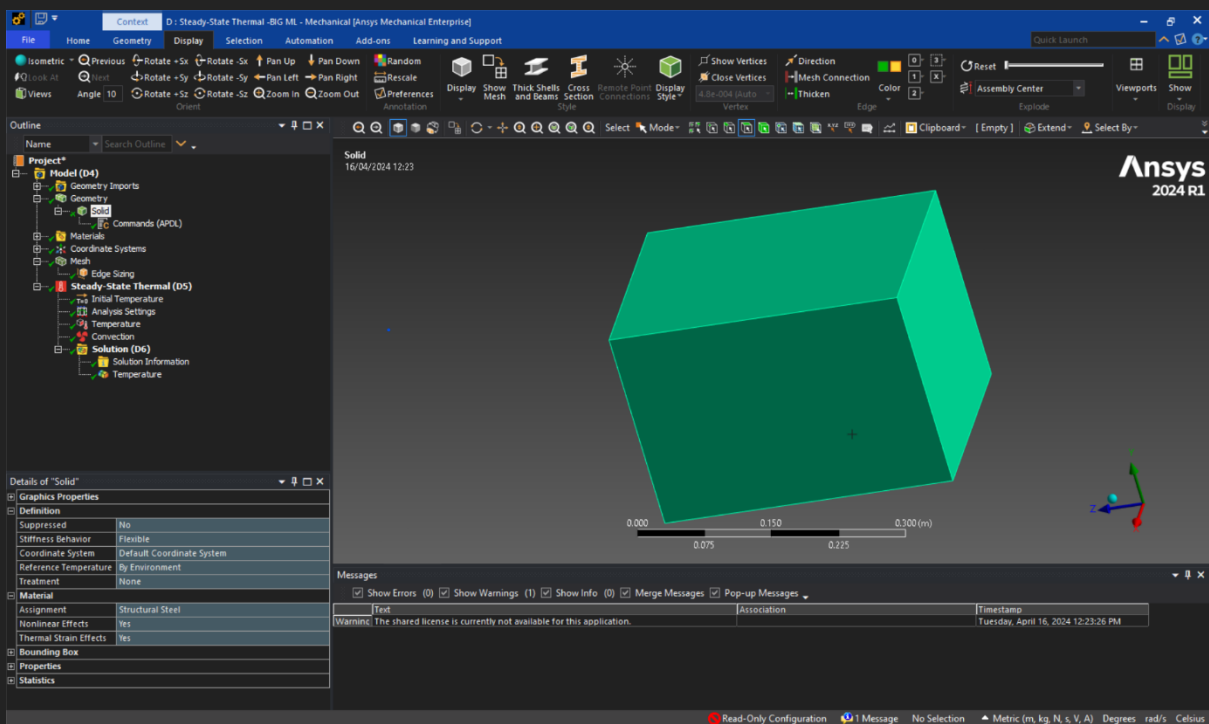 Context D : Steady-State Thermal -BIG ML - Mechanical [Ansys Mechanical Enterprise]
File Home Geometry Display Selection Automation Add-ons Learning and Support Quick Launch
Isometric Previous Rotate +Sx Rotate -Sx Pan Up Pan Down Random Show Vertices Direction 0 3 Reset
Look At Next Rotate +Sy Rotate -Sy Pan Left Pan Right Rescale Close Vertices Mesh Connection 1 X
Views Angle 10 Rotate +Sz Rotate -Sz Zoom In Zoom Out Preferences Display Show Mesh Thick Shells and Beams Cross Section Remote Point Connections Display Style 4.8e-004 (Auto Thicken Color 2 Assembly Center Viewports Show
Orient Annotation Style Vertex Edge Explode Display
Outline
Select Mode Clipboard [ Empty ] Extend Select By
Name Search Outline
Project*
Model (D4)
Geometry Imports
Geometry
Solid
Commands (APDL)
Materials
Coordinate Systems
Mesh
Edge Sizing
Steady-State Thermal (D5)
Initial Temperature
Analysis Settings
Temperature
Convection
Solution (D6)
Solution Information
Temperature
Solid
16/04/2024 12:23
Ansys
2024 R1
0.000 0.150 0.300 (m)
0.075 0.225
Y
Z
Details of "Solid"
Graphics Properties
Definition
Suppressed No
Stiffness Behavior Flexible
Coordinate System Default Coordinate System
Reference Temperature By Environment
Treatment None
Material
Assignment Structural Steel
Nonlinear Effects Yes
Thermal Strain Effects Yes
Bounding Box
Properties
Statistics
Messages
Show Errors (0) Show Warnings (1) Show Info (0) Merge Messages Pop-up Messages
Text Association Timestamp
Warning The shared license is currently not available for this application. Tuesday, April 16, 2024 12:23:26 PM
Read-Only Configuration 1 Message No Selection Metric (m, kg, N, s, V, A) Degrees rad/s Celsius